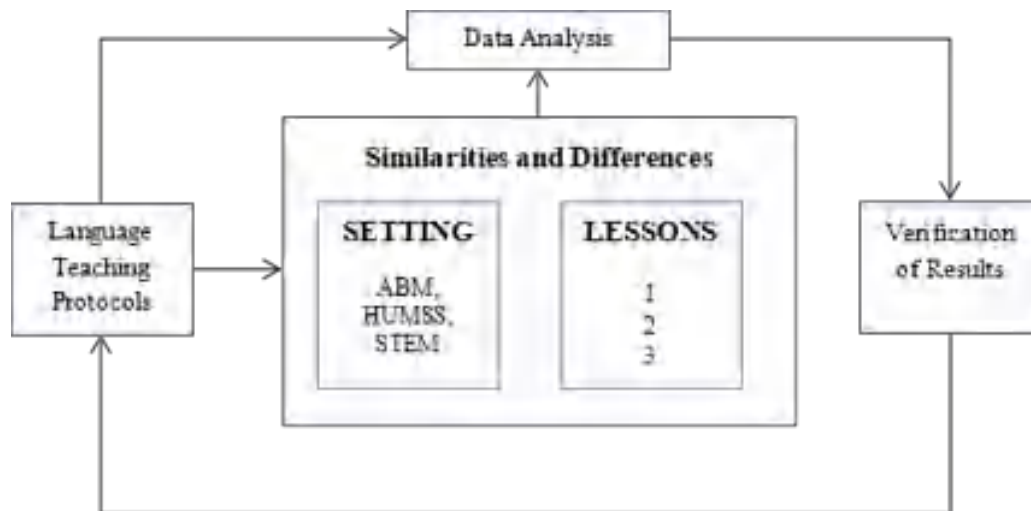 Data Analysis
Similarities and Differences
Language
Teaching
Protocols
SETTING
ABM,
HUMSS,
STEM
LESSONS
1
2
3
Verification
of Results